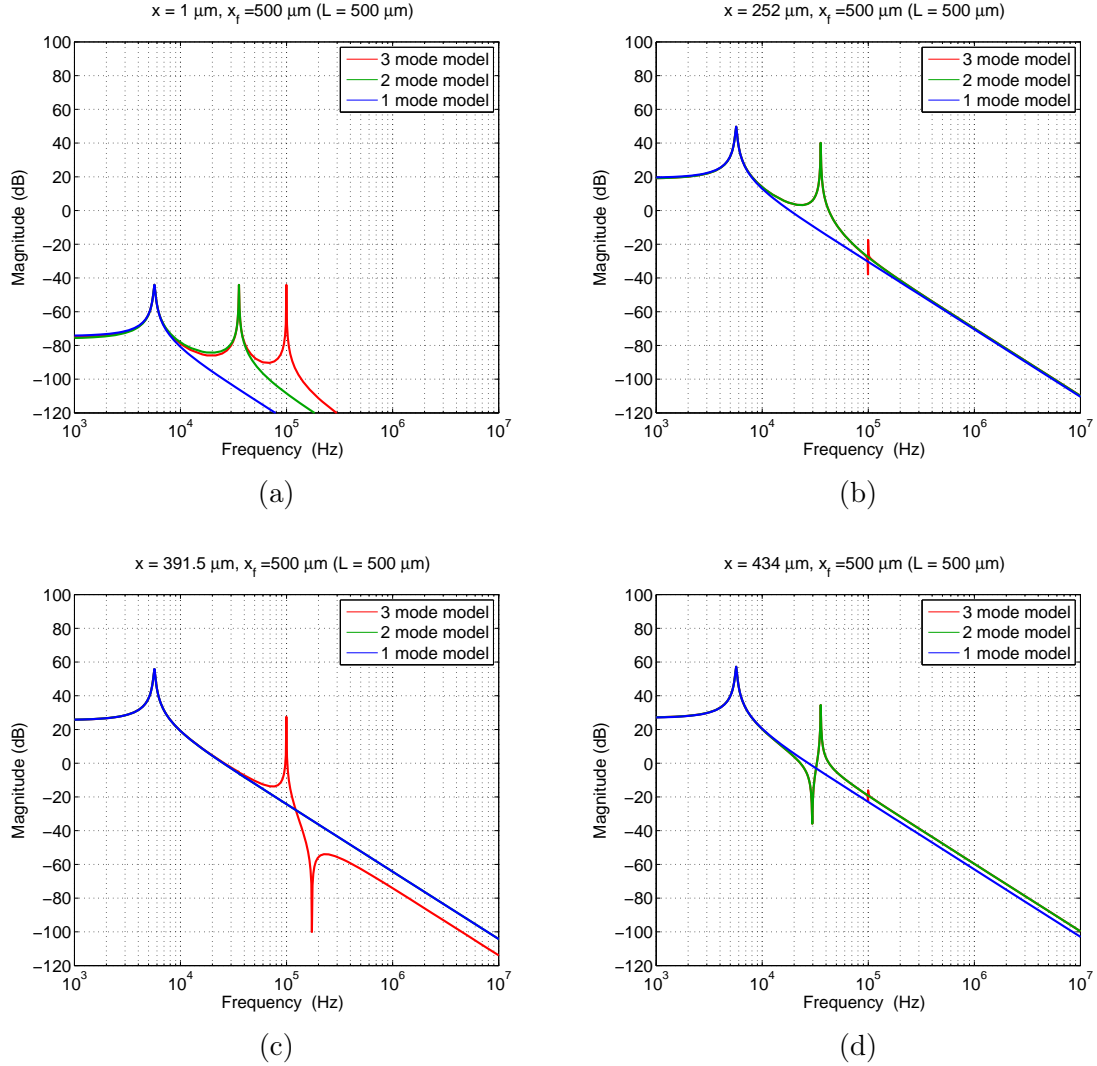 x = 1 μm, x_f =500 μm (L = 500 μm)
100
80
60
40
20
0
−20
−40
−60
−80
−100
−120
Magnitude (dB)
3 mode model
2 mode model
1 mode model
10^3
10^4
10^5
10^6
10^7
Frequency (Hz)
(a)
x = 252 μm, x_f =500 μm (L = 500 μm)
100
80
60
40
20
0
−20
−40
−60
−80
−100
−120
Magnitude (dB)
3 mode model
2 mode model
1 mode model
10^3
10^4
10^5
10^6
10^7
Frequency (Hz)
(b)
x = 391.5 μm, x_f =500 μm (L = 500 μm)
100
80
60
40
20
0
−20
−40
−60
−80
−100
−120
Magnitude (dB)
3 mode model
2 mode model
1 mode model
10^3
10^4
10^5
10^6
10^7
Frequency (Hz)
(c)
x = 434 μm, x_f =500 μm (L = 500 μm)
100
80
60
40
20
0
−20
−40
−60
−80
−100
−120
Magnitude (dB)
3 mode model
2 mode model
1 mode model
10^3
10^4
10^5
10^6
10^7
Frequency (Hz)
(d)